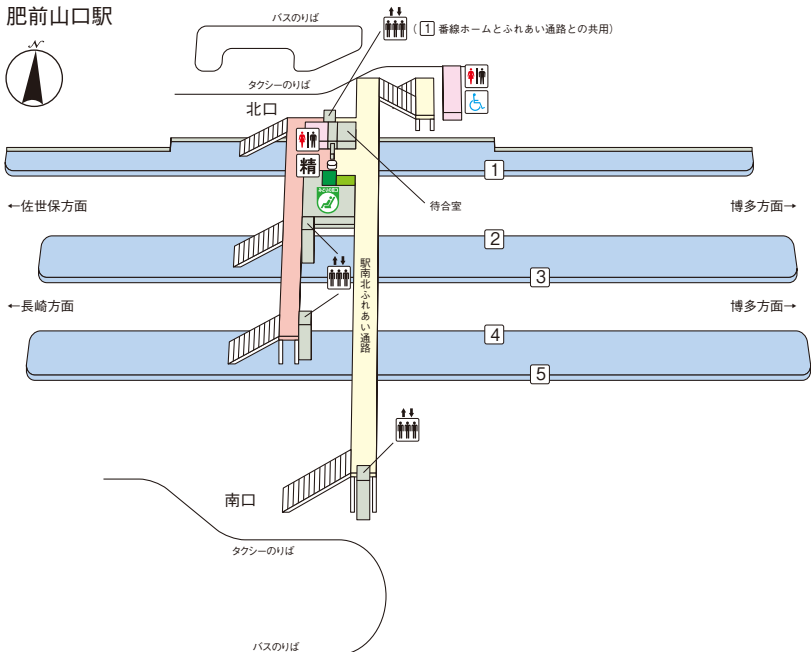 肥前山口駅
N
バスのりば
(1番線ホームとふれあい通路との共用)
タクシーのりば
北口
精
1
←佐世保方面
待合室
博多方面→
2
駅南北ふれあい通路
3
←長崎方面
博多方面→
4
5
南口
タクシーのりば
バスのりば